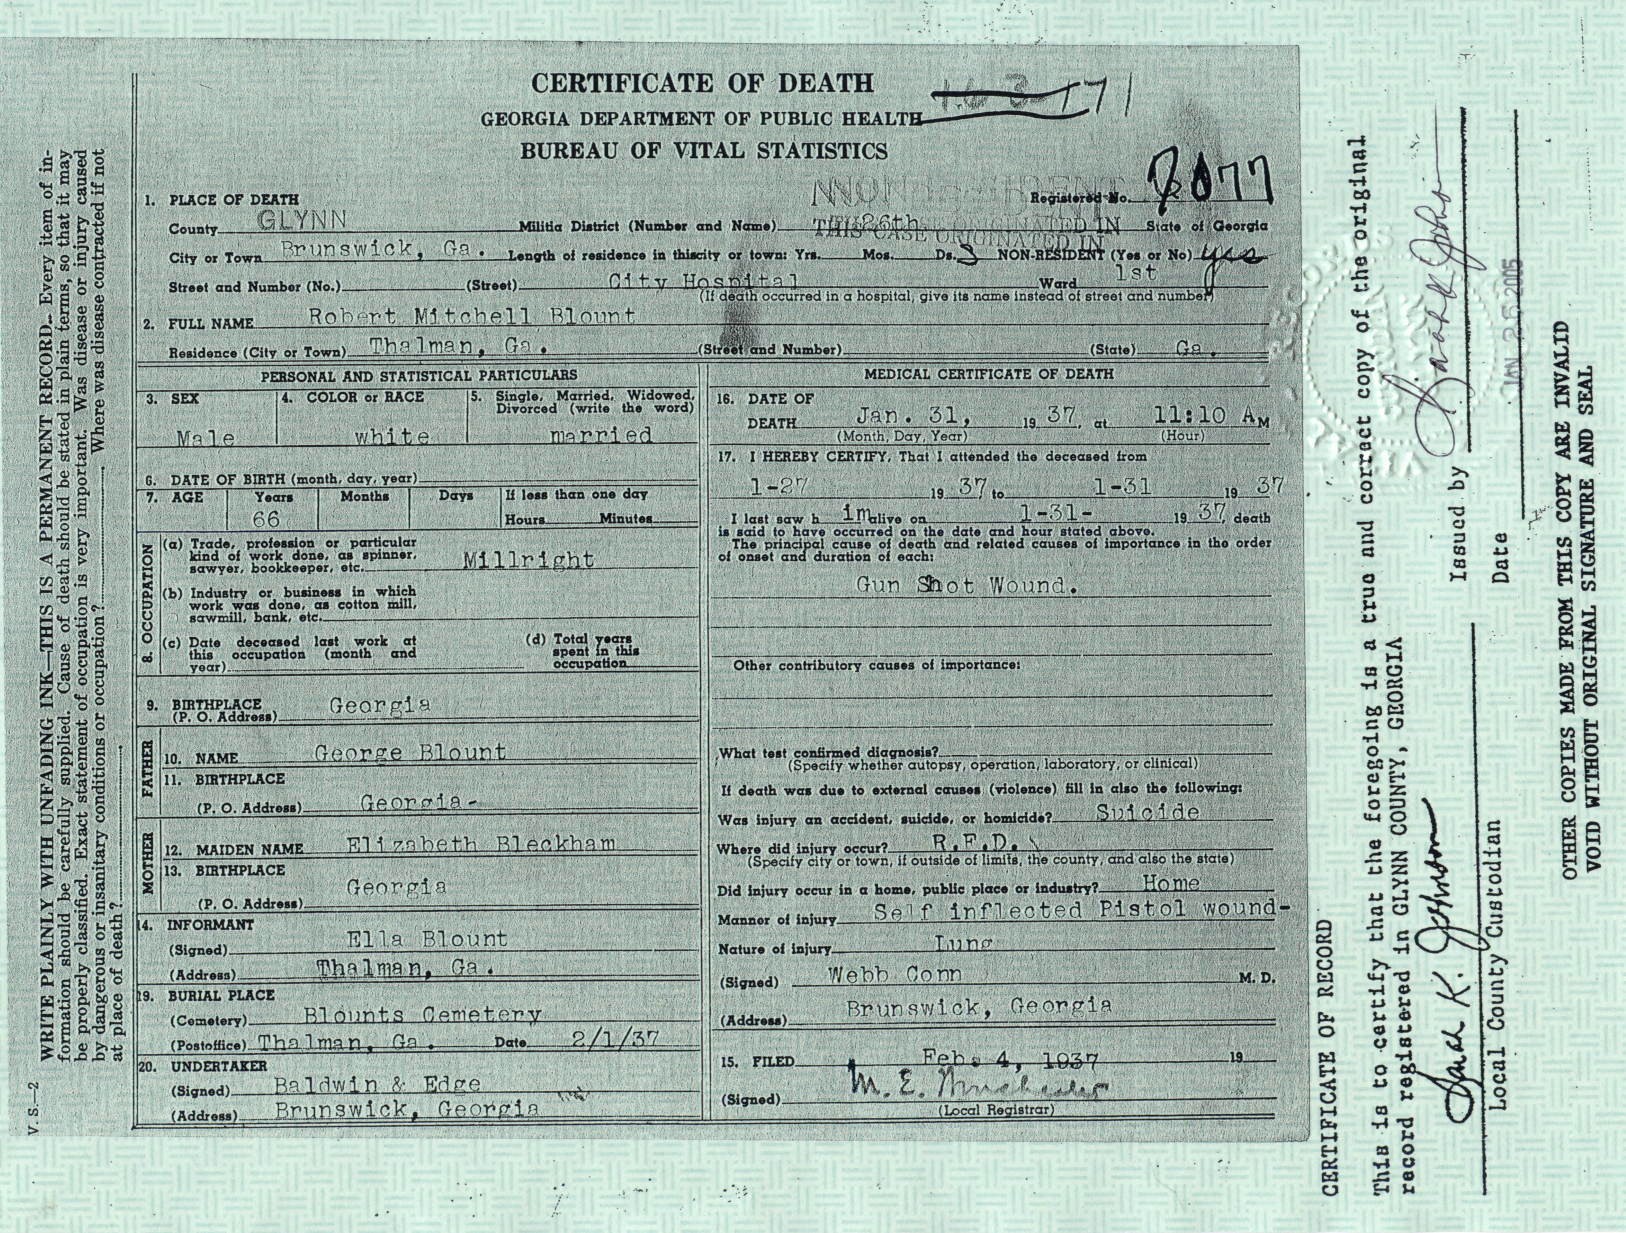 CERTIFICATE OF DEATH
171
GEORGIA DEPARTMENT OF PUBLIC HEALTH
BUREAU OF VITAL STATISTICS
1. PLACE OF DEATH
Registered No. 2077
County GLYNN Militia District (Number and Name) 26th State of Georgia
THIS CASE ORIGINATED IN
City or Town Brunswick, Ga. Length of residence in this city or town: Yrs. Mos. Ds. 3 NON-RESIDENT (Yes or No) yes
Street and Number (No.) (Street) City Hospital Ward 1st
(If death occurred in a hospital, give its name instead of street and number)
2. FULL NAME Robert Mitchell Blount
Residence (City or Town) Thalman, Ga. (Street and Number) (State) Ga.
PERSONAL AND STATISTICAL PARTICULARS
3. SEX 4. COLOR or RACE 5. Single, Married, Widowed, Divorced (write the word)
Male white married
6. DATE OF BIRTH (month, day, year)
7. AGE Years Months Days If less than one day
66 Hours Minutes
8. OCCUPATION
(a) Trade, profession or particular
kind of work done, as spinner,
sawyer, bookkeeper, etc. Millright
(b) Industry or business in which
work was done, as cotton mill,
sawmill, bank, etc.
(c) Date deceased last work at (d) Total years
this occupation (month and spent in this
year) occupation
9. BIRTHPLACE Georgia
(P. O. Address)
FATHER
10. NAME George Blount
11. BIRTHPLACE
(P. O. Address) Georgia-
MOTHER
12. MAIDEN NAME Elizabeth Bleckham
13. BIRTHPLACE
Georgia
(P. O. Address)
14. INFORMANT
(Signed) Ella Blount
(Address) Thalman, Ga.
19. BURIAL PLACE
(Cemetery) Blounts Cemetery
(Postoffice) Thalman, Ga. Date 2/1/37
20. UNDERTAKER
(Signed) Baldwin & Edge
(Address) Brunswick, Georgia
MEDICAL CERTIFICATE OF DEATH
16. DATE OF
DEATH Jan. 31, 19 37, at 11:10 A M
(Month, Day, Year) (Hour)
17. I HEREBY CERTIFY, That I attended the deceased from
1-27 19 37 to 1-31 19 37
I last saw h im alive on 1-31- 19 37, death
is said to have occurred on the date and hour stated above.
The principal cause of death and related causes of importance in the order
of onset and duration of each:
Gun Shot Wound.
Other contributory causes of importance:
What test confirmed diagnosis?
(Specify whether autopsy, operation, laboratory, or clinical)
If death was due to external causes (violence) fill in also the following:
Was injury an accident, suicide, or homicide? Suicide
Where did injury occur? R.F.D.
(Specify city or town, if outside of limits, the county, and also the state)
Did injury occur in a home, public place or industry? Home
Manner of injury Self inflected Pistol wound-
Nature of injury Lung
(Signed) Webb Conn M. D.
(Address) Brunswick, Georgia
15. FILED Feb. 4, 1937 19
(Signed) M. E. Winchester
(Local Registrar)
V. S.—2
WRITE PLAINLY WITH UNFADING INK—THIS IS A PERMANENT RECORD. Every item of in-
formation should be carefully supplied. Cause of death should be stated in plain terms, so that it may
be properly classified. Exact statement of occupation is very important. Was disease or injury caused
by dangerous or insanitary conditions or occupation? Where was disease contracted if not
at place of death?
CERTIFICATE OF RECORD
This is to certify that the foregoing is a true and correct copy of the original
record registered in GLYNN COUNTY, GEORGIA
Sarah K. Johnson
Local County Custodian
Issued by
Date JAN 25 2005
OTHER COPIES MADE FROM THIS COPY ARE INVALID
VOID WITHOUT ORIGINAL SIGNATURE AND SEAL